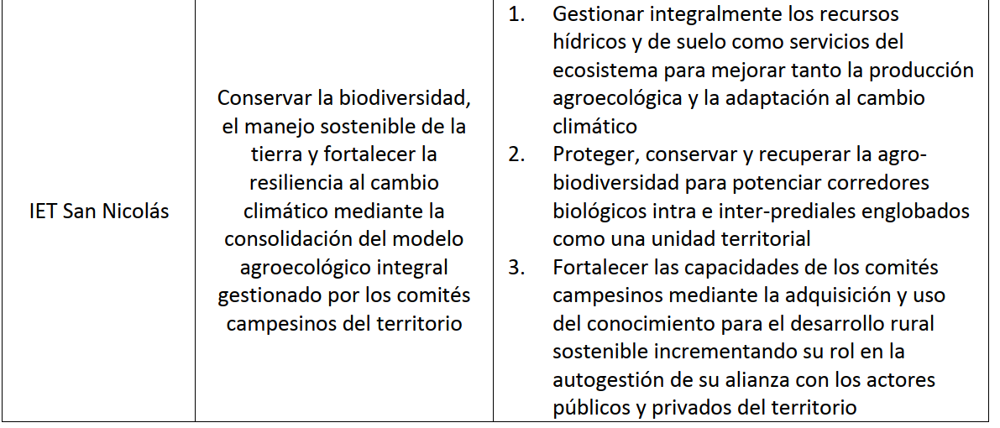 IET San Nicolás
Conservar la biodiversidad,
el manejo sostenible de la
tierra y fortalecer la
resiliencia al cambio
climático mediante la
consolidación del modelo
agroecológico integral
gestionado por los comités
campesinos del territorio
1. Gestionar integralmente los recursos
hídricos y de suelo como servicios del
ecosistema para mejorar tanto la producción
agroecológica y la adaptación al cambio
climático
2. Proteger, conservar y recuperar la agro-
biodiversidad para potenciar corredores
biológicos intra e inter-prediales englobados
como una unidad territorial
3. Fortalecer las capacidades de los comités
campesinos mediante la adquisición y uso
del conocimiento para el desarrollo rural
sostenible incrementando su rol en la
autogestión de su alianza con los actores
públicos y privados del territorio